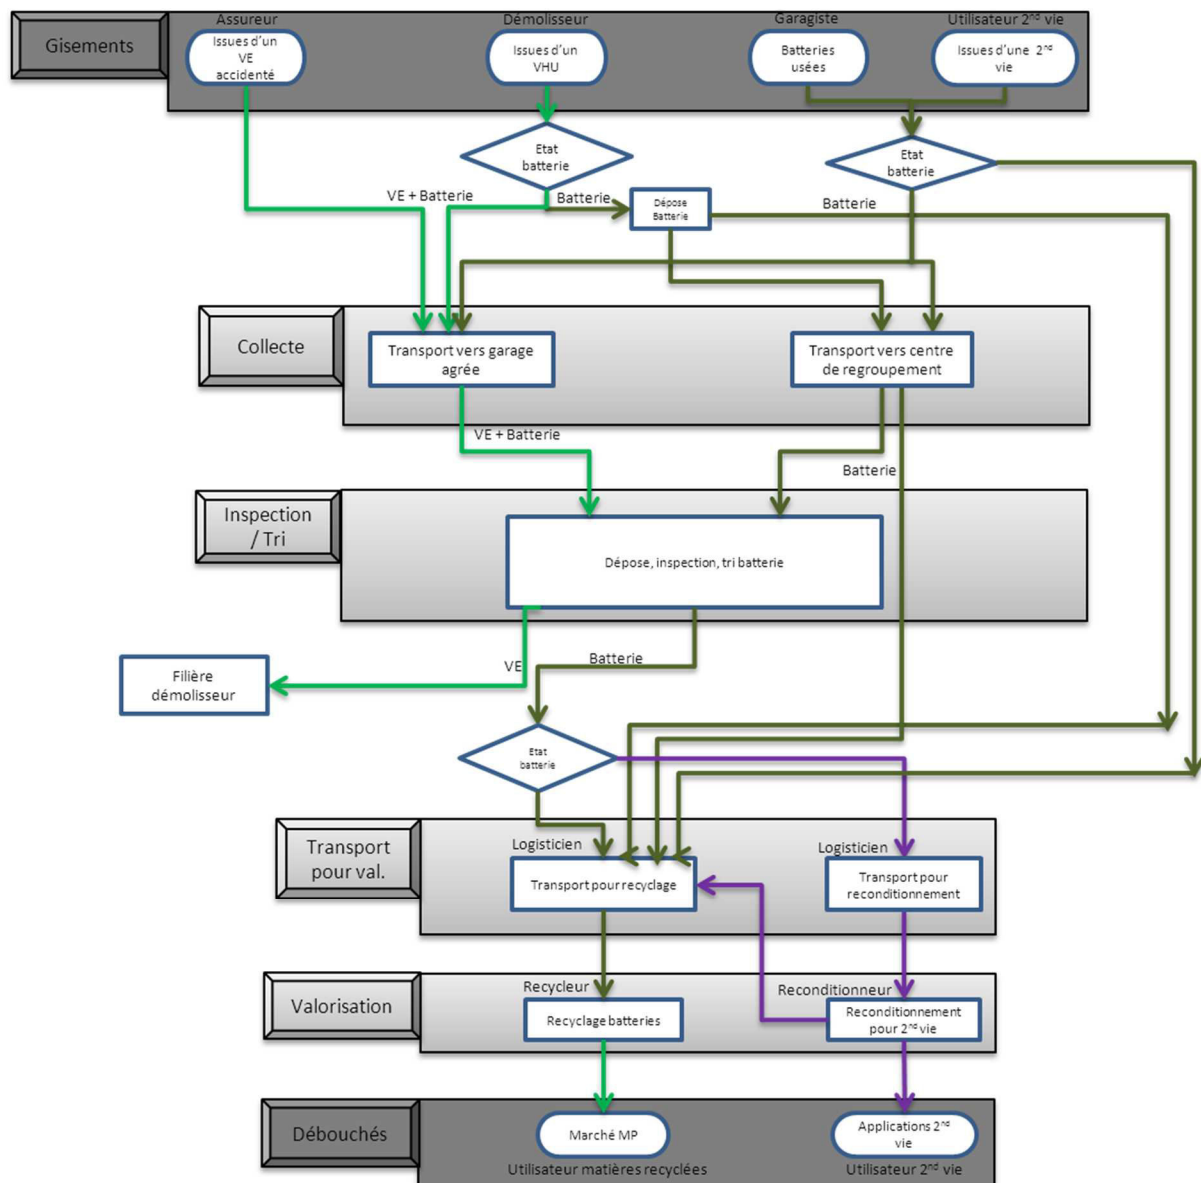 Assureur
Démolisseur
Garagiste
Utilisateur 2nd vie
Gisements
Issues d’un
VE
accidenté
Issues d’un
VHU
Batteries
usées
Issues d’une 2nd
vie
Etat
batterie
Etat
batterie
VE + Batterie
Batterie
Dépose
Batterie
Batterie
Collecte
Transport vers garage
agrée
Transport vers centre
de regroupement
VE + Batterie
Batterie
Inspection
/ Tri
Dépose, inspection, tri batterie
VE
Batterie
Filière
démolisseur
Etat
batterie
Transport
pour val.
Logisticien
Transport pour recyclage
Logisticien
Transport pour
reconditionnement
Valorisation
Recycleur
Recyclage batteries
Reconditionneur
Reconditionnement
pour 2nd vie
Débouchés
Marché MP
Utilisateur matières recyclées
Applications 2nd
vie
Utilisateur 2nd vie